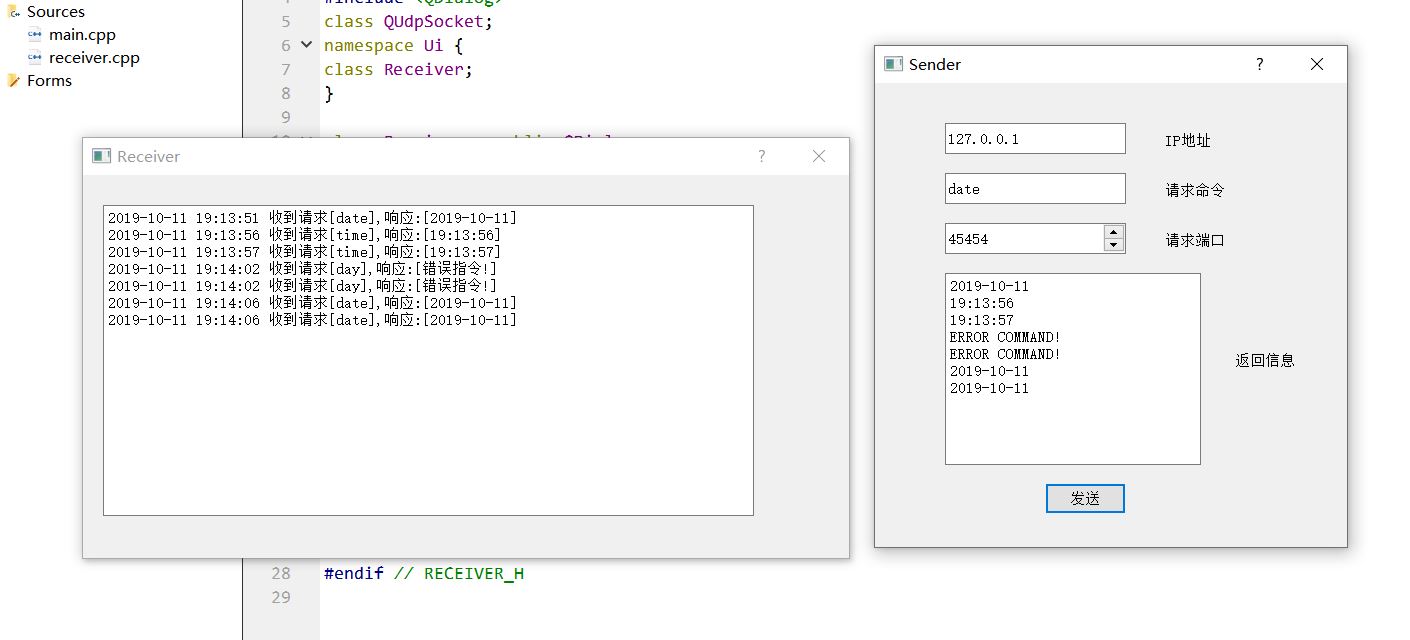 Sources
main.cpp
receiver.cpp
Forms
5 class QUdpSocket;
6 namespace Ui {
7 class Receiver;
8 }
9
Receiver
2019-10-11 19:13:51 收到请求[date],响应:[2019-10-11]
2019-10-11 19:13:56 收到请求[time],响应:[19:13:56]
2019-10-11 19:13:57 收到请求[time],响应:[19:13:57]
2019-10-11 19:14:02 收到请求[day],响应:[错误指令!]
2019-10-11 19:14:02 收到请求[day],响应:[错误指令!]
2019-10-11 19:14:06 收到请求[date],响应:[2019-10-11]
2019-10-11 19:14:06 收到请求[date],响应:[2019-10-11]
28 #endif // RECEIVER_H
29
Sender
127.0.0.1 IP地址
date 请求命令
45454 请求端口
2019-10-11
19:13:56
19:13:57
ERROR COMMAND!
ERROR COMMAND!
2019-10-11
2019-10-11
返回信息
发送